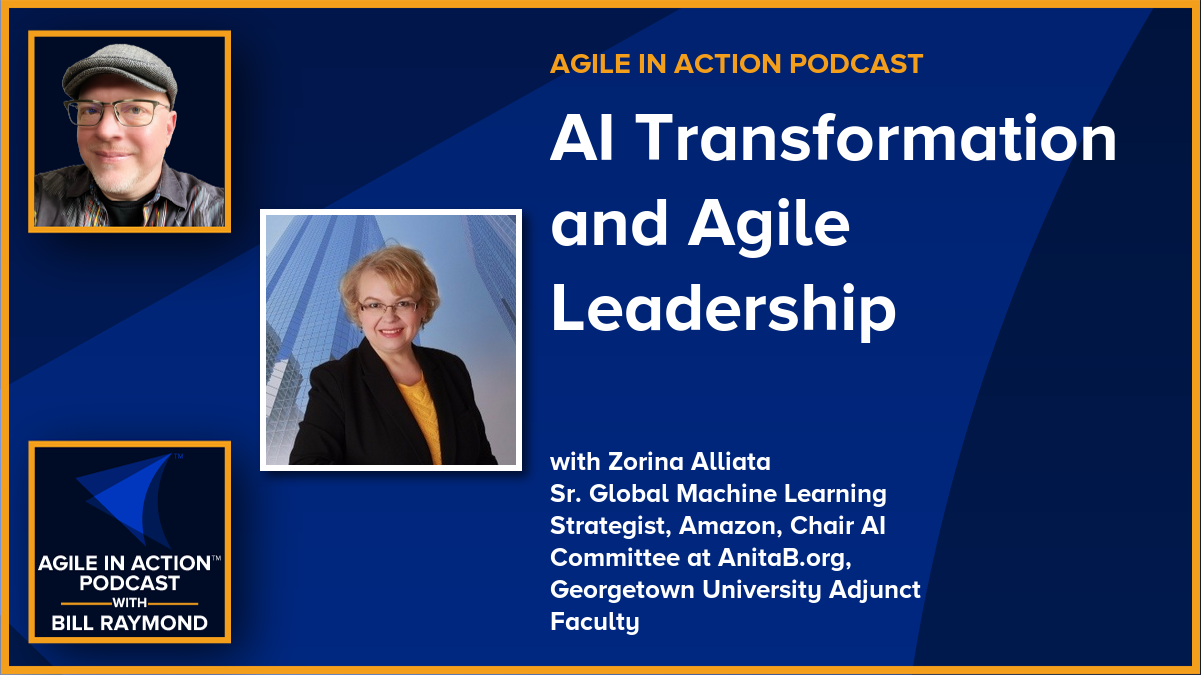 AGILE IN ACTION PODCAST
AI Transformation
and Agile
Leadership
with Zorina Alliata
Sr. Global Machine Learning
Strategist, Amazon, Chair AI
Committee at AnitaB.org,
Georgetown University Adjunct
Faculty
TM
AGILE IN ACTION™
PODCAST
WITH
BILL RAYMOND